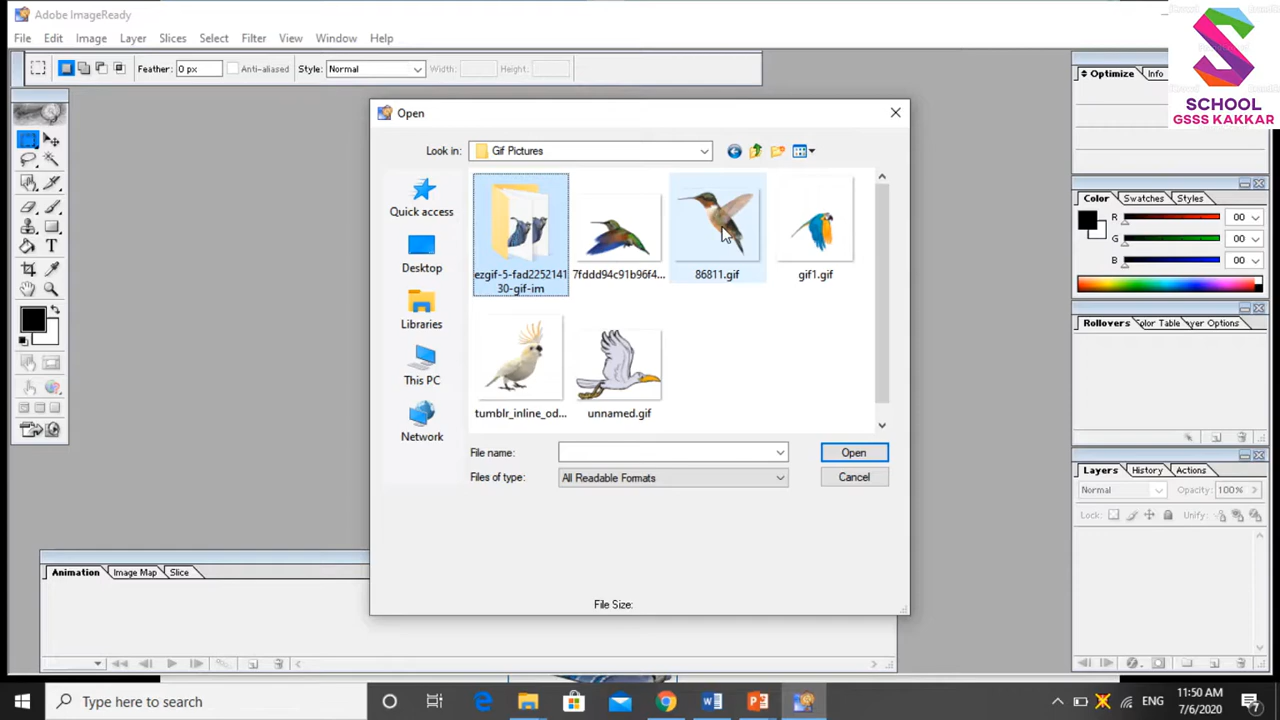 Adobe ImageReady
File Edit Image Layer Slices Select Filter View Window Help
Feather: 0 px Anti-aliased Style: Normal Width: Height:
SCHOOL
GSSS KAKKAR
Optimize Info
Open
Look in: Gif Pictures
Quick access
Desktop
Libraries
This PC
Network
ezgif-5-fad2252141
30-gif-im
7fddd94c91b96f4...
86811.gif
gif1.gif
tumblr_inline_od...
unnamed.gif
File name:
Open
Files of type: All Readable Formats
Cancel
File Size:
Color Swatches Styles
R 00
G 00
B 00
Rollovers Color Table ayer Options
Layers History Actions
Normal Opacity: 100%
Lock: Unify:
Animation Image Map Slice
Type here to search
ENG
11:50 AM
7/6/2020
7